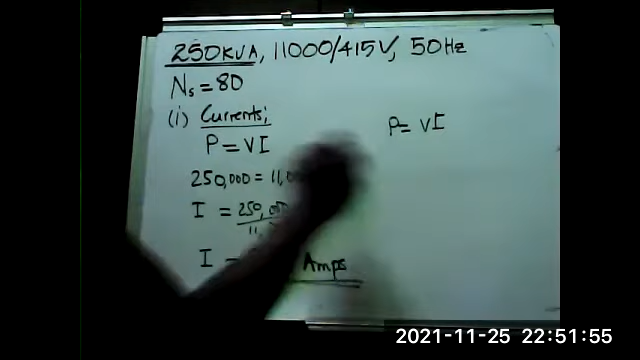 250KVA, 11000/415V, 50Hz
Ns = 80
(i) Currents;
P = VI
P = VI
250,000 = 11,0
I = 250,000
11,
I =
Amps
2021-11-25 22:51:55